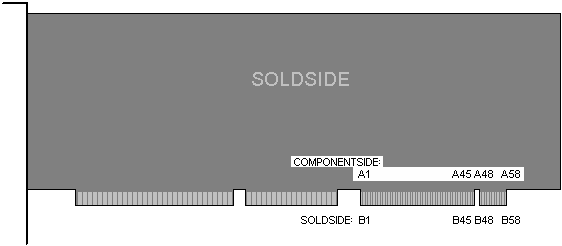 SOLDSIDE
COMPONENTSIDE:
A1 A45 A48 A58
SOLDSIDE: B1 B45 B48 B58